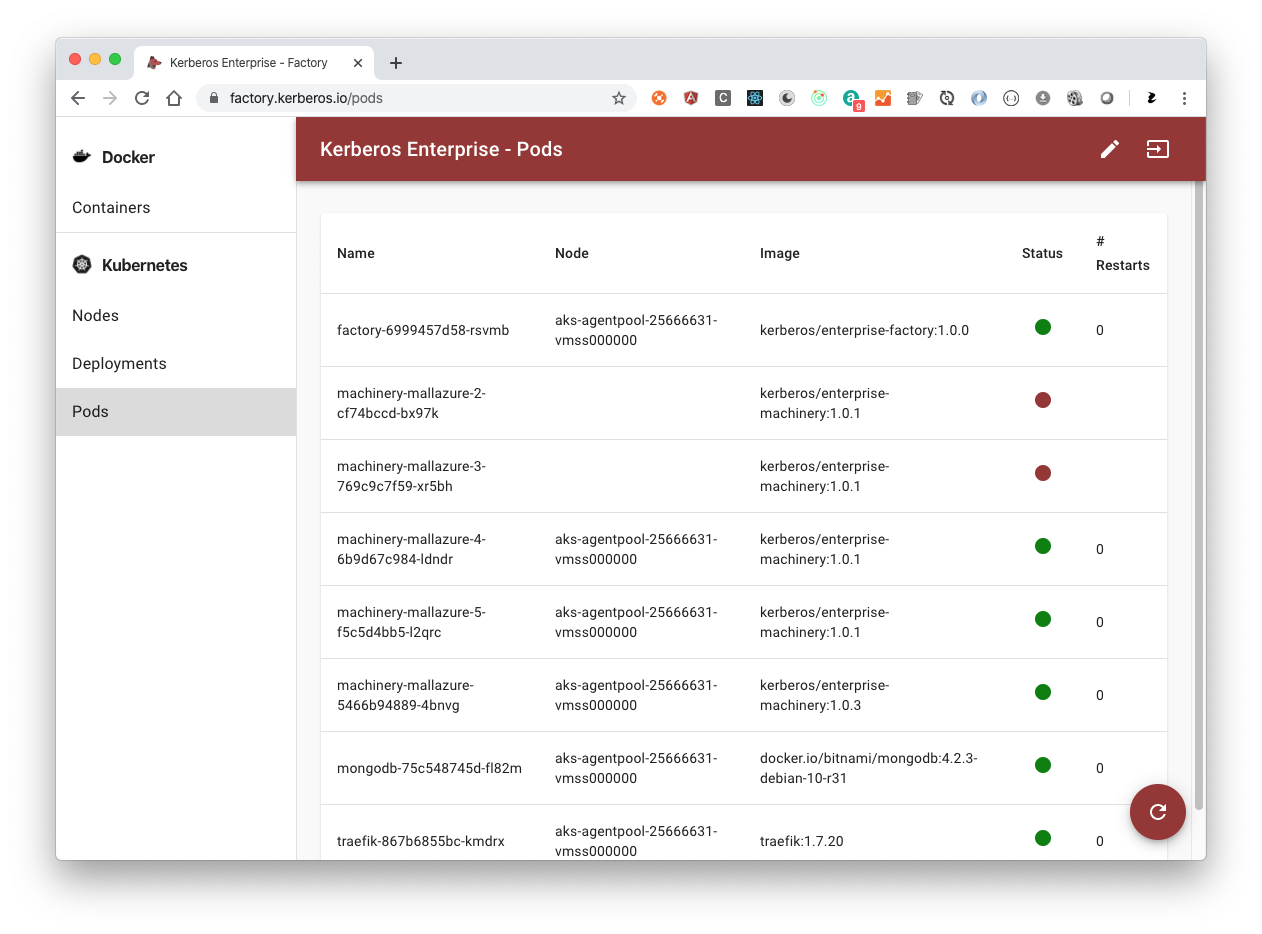 Kerberos Enterprise - Factory
factory.kerberos.io/pods
C
a
9
Docker
Containers
Kubernetes
Nodes
Deployments
Pods
Kerberos Enterprise - Pods
Name
Node
Image
Status
#
Restarts
factory-6999457d58-rsvmb
aks-agentpool-25666631-
vmss000000
kerberos/enterprise-factory:1.0.0
0
machinery-mallazure-2-
cf74bccd-bx97k
kerberos/enterprise-
machinery:1.0.1
machinery-mallazure-3-
769c9c7f59-xr5bh
kerberos/enterprise-
machinery:1.0.1
machinery-mallazure-4-
6b9d67c984-ldndr
aks-agentpool-25666631-
vmss000000
kerberos/enterprise-
machinery:1.0.1
0
machinery-mallazure-5-
f5c5d4bb5-l2qrc
aks-agentpool-25666631-
vmss000000
kerberos/enterprise-
machinery:1.0.1
0
machinery-mallazure-
5466b94889-4bnvg
aks-agentpool-25666631-
vmss000000
kerberos/enterprise-
machinery:1.0.3
0
mongodb-75c548745d-fl82m
aks-agentpool-25666631-
vmss000000
docker.io/bitnami/mongodb:4.2.3-
debian-10-r31
0
traefik-867b6855bc-kmdrx
aks-agentpool-25666631-
vmss000000
traefik:1.7.20
0